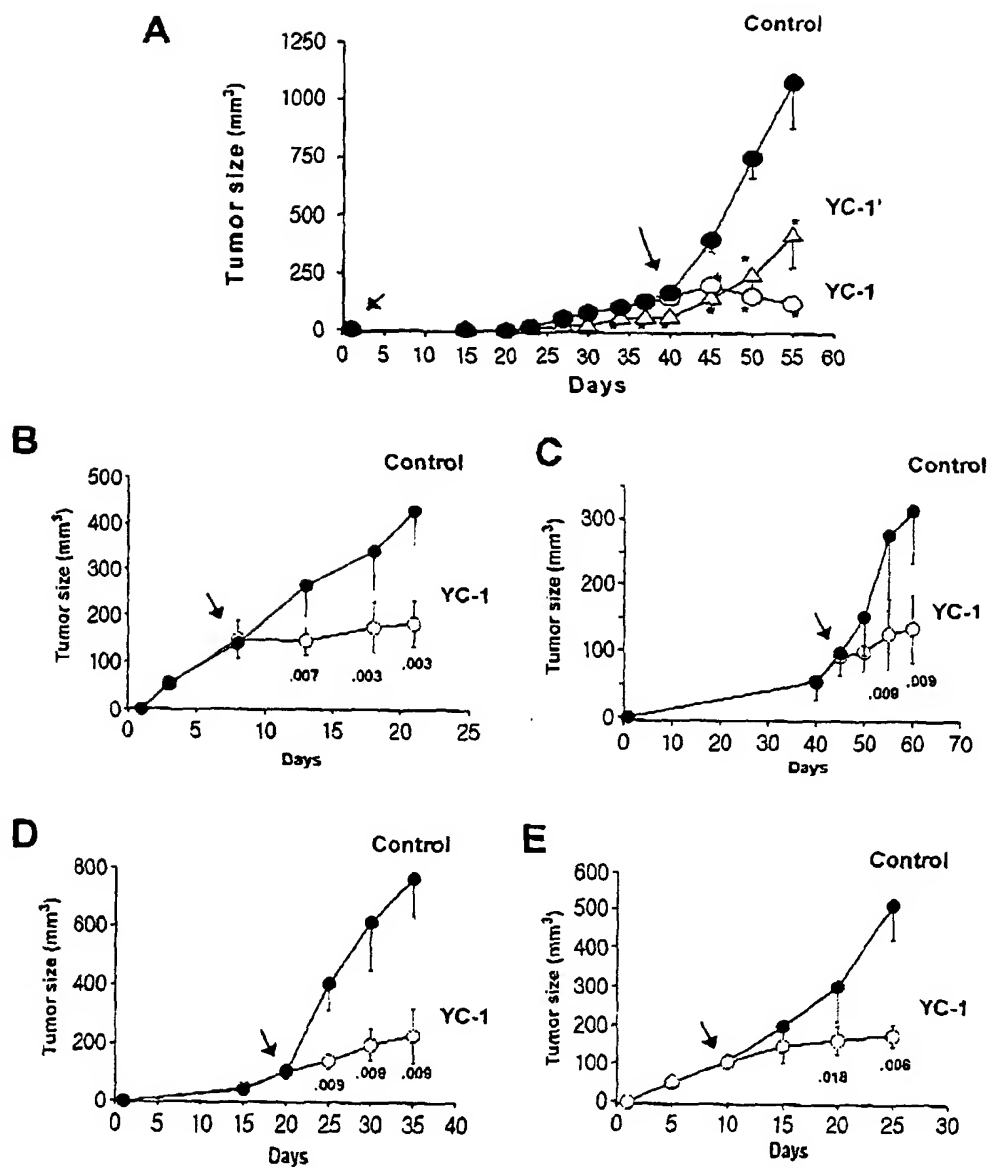 A
Control
Tumor size (mm³)
1250
1000
750
500
250
0
YC-1'
YC-1
* * * * * * * * *
0 5 10 15 20 25 30 35 40 45 50 55 60
Days
B
Control
Tumor size (mm³)
500
400
300
200
100
0
YC-1
.007 .003 .003
0 5 10 15 20 25
Days
C
Control
Tumor size (mm³)
300
200
100
0
YC-1
.008 .009
0 10 20 30 40 50 60 70
Days
D
Control
Tumor size (mm³)
800
600
400
200
0
YC-1
.009 .009 .009
0 5 10 15 20 25 30 35 40
Days
E
Control
Tumor size (mm³)
600
500
400
300
200
100
0
YC-1
.018 .006
0 5 10 15 20 25 30
Days